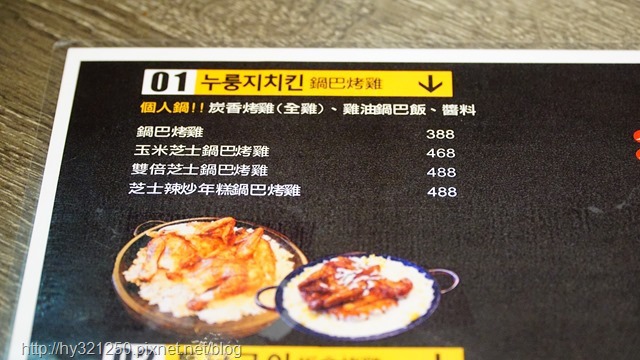 01 누룽지치킨 鍋巴烤雞
個人鍋!! 炭香烤雞(全雞)、雞油鍋巴飯、醬料
鍋巴烤雞 388
玉米芝士鍋巴烤雞 468
雙倍芝士鍋巴烤雞 488
芝士辣炒年糕鍋巴烤雞 488
http://hy321250.pixnet.net/blog